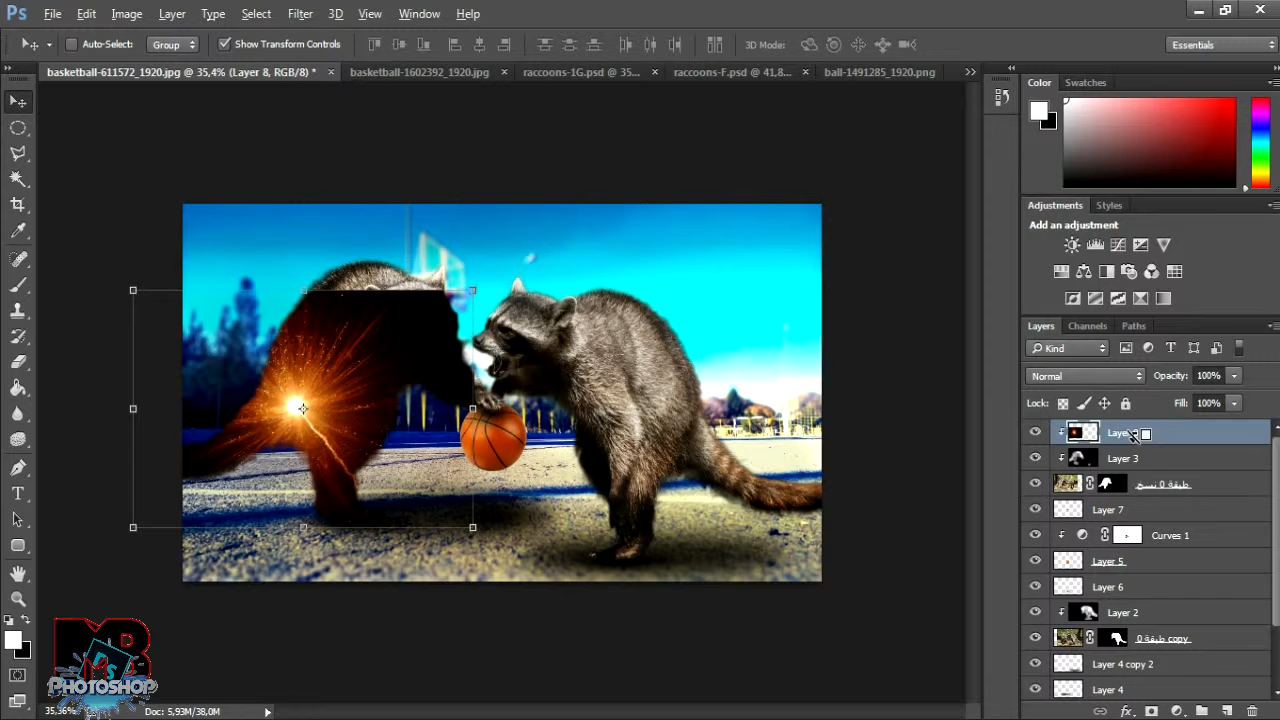 Ps File Edit Image Layer Type Select Filter 3D View Window Help
Auto-Select: Group Show Transform Controls 3D Mode: Essentials
basketball-611572_1920.jpg @ 35,4% (Layer 8, RGB/8) * basketball-1602392_1920.jpg raccoons-1G.psd @ 35... raccoons-F.psd @ 41,8... ball-1491285_1920.png
Color Swatches
Adjustments Styles
Add an adjustment
Layers Channels Paths
Kind
Normal Opacity: 100%
Lock: Fill: 100%
Layer
Layer 3
طبقة 0 نسخ
Layer 7
Curves 1
Layer 5
Layer 6
Layer 2
طبقة 0 copy
Layer 4 copy 2
Layer 4
MB
Ps
PHOTOSHOP
35,36% Doc: 5,93M/38,0M